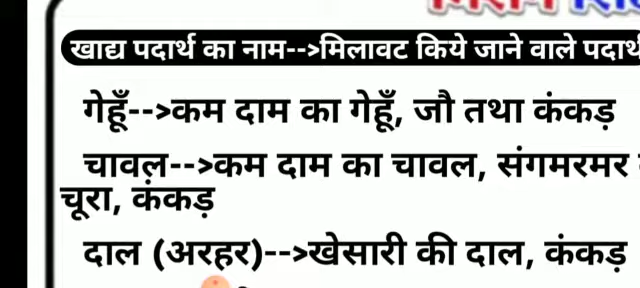 खाद्य पदार्थ का नाम-->मिलावट किये जाने वाले पदार्थ
गेहूँ-->कम दाम का गेहूँ, जौ तथा कंकड़
चावल-->कम दाम का चावल, संगमरमर
चूरा, कंकड़
दाल (अरहर)-->खेसारी की दाल, कंकड़